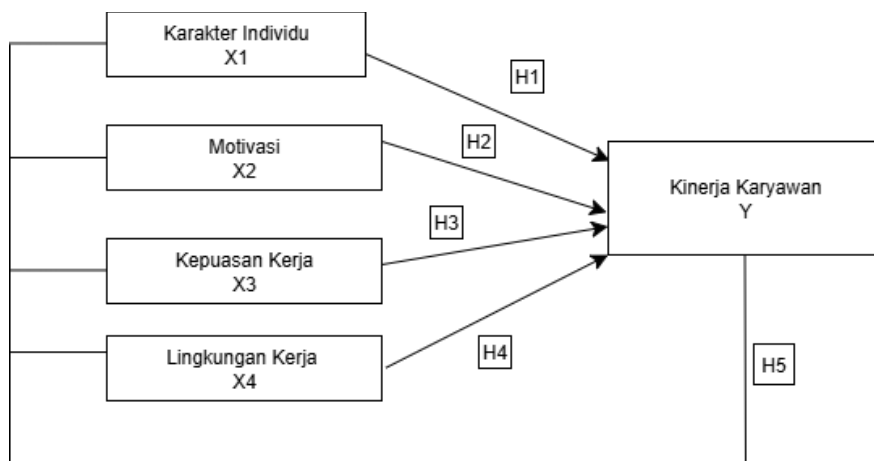 Karakter Individu
X1
H1
Motivasi
X2
H2
Kinerja Karyawan
Y
H3
Kepuasan Kerja
X3
Lingkungan Kerja
X4
H4
H5